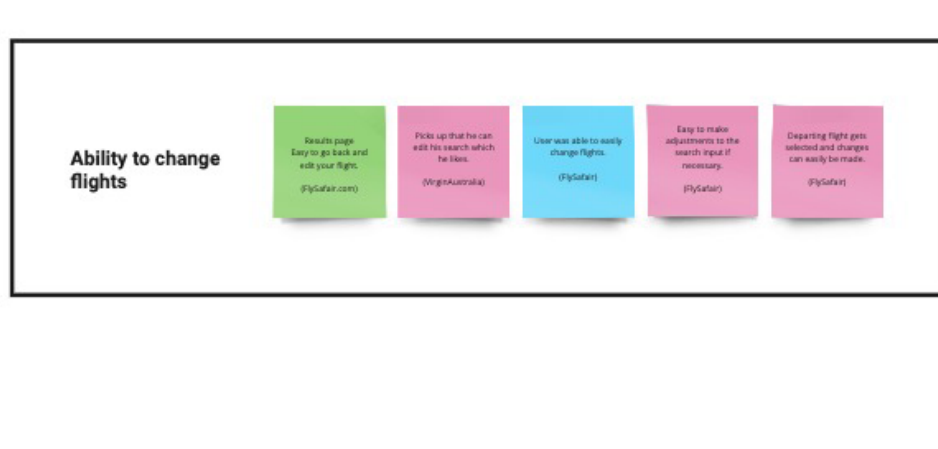 Ability to change
flights
Results page
Easy to go back and
edit your flight.
(FlySafair.com)
Picks up that he can
edit his search which
he likes.
(VirginAustralia)
User was able to easily
change flights.
(FlySafair)
Easy to make
adjustments to the
search input if
necessary.
(FlySafair)
Departing flight gets
selected and changes
can easily be made.
(FlySafair)